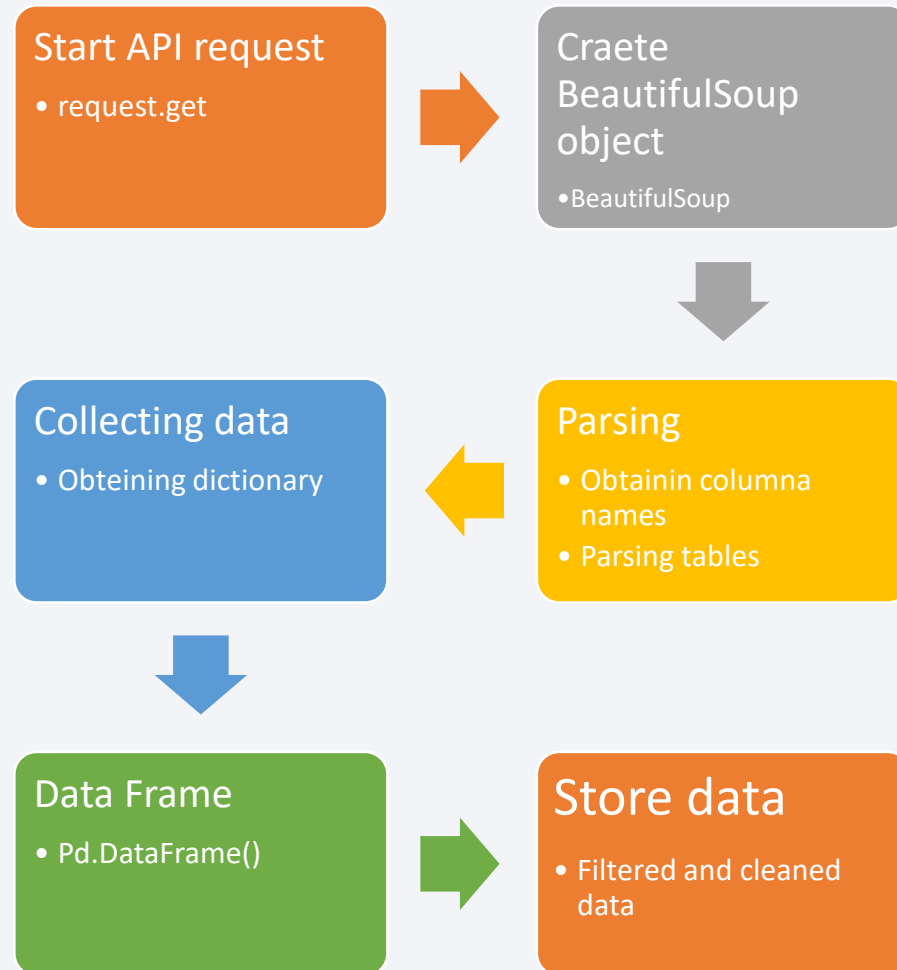 Start API request
• request.get
Craete
BeautifulSoup
object
•BeautifulSoup
Parsing
• Obtainin columna
names
• Parsing tables
Collecting data
• Obteining dictionary
Data Frame
• Pd.DataFrame()
Store data
• Filtered and cleaned
data